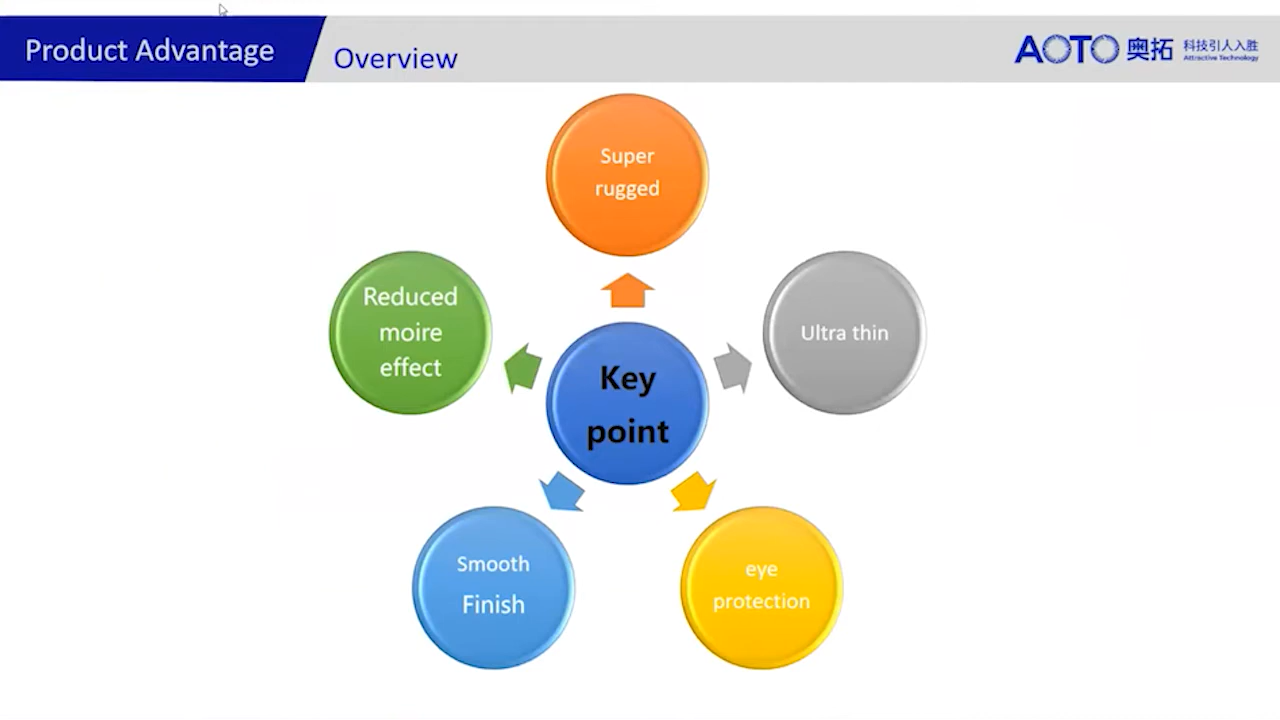 Product Advantage
Overview
AOTO 奥拓
科技引人入胜
Attractive Technology
Super
rugged
Reduced
moire
effect
Ultra thin
Key
point
Smooth
Finish
eye
protection